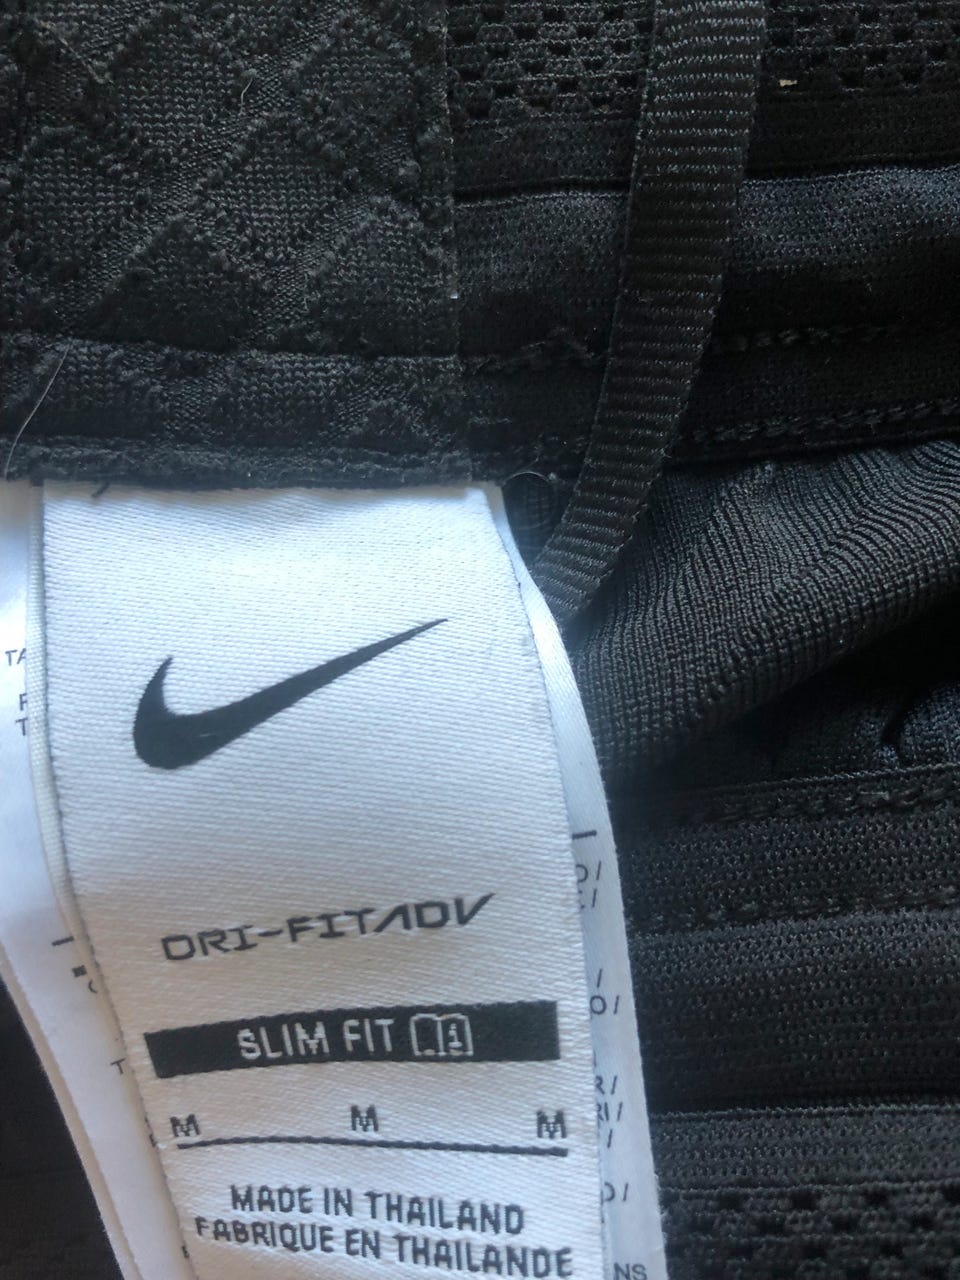 DRI-FIT ADV
SLIM FIT
M M M
MADE IN THAILAND
FABRIQUE EN THAILANDE